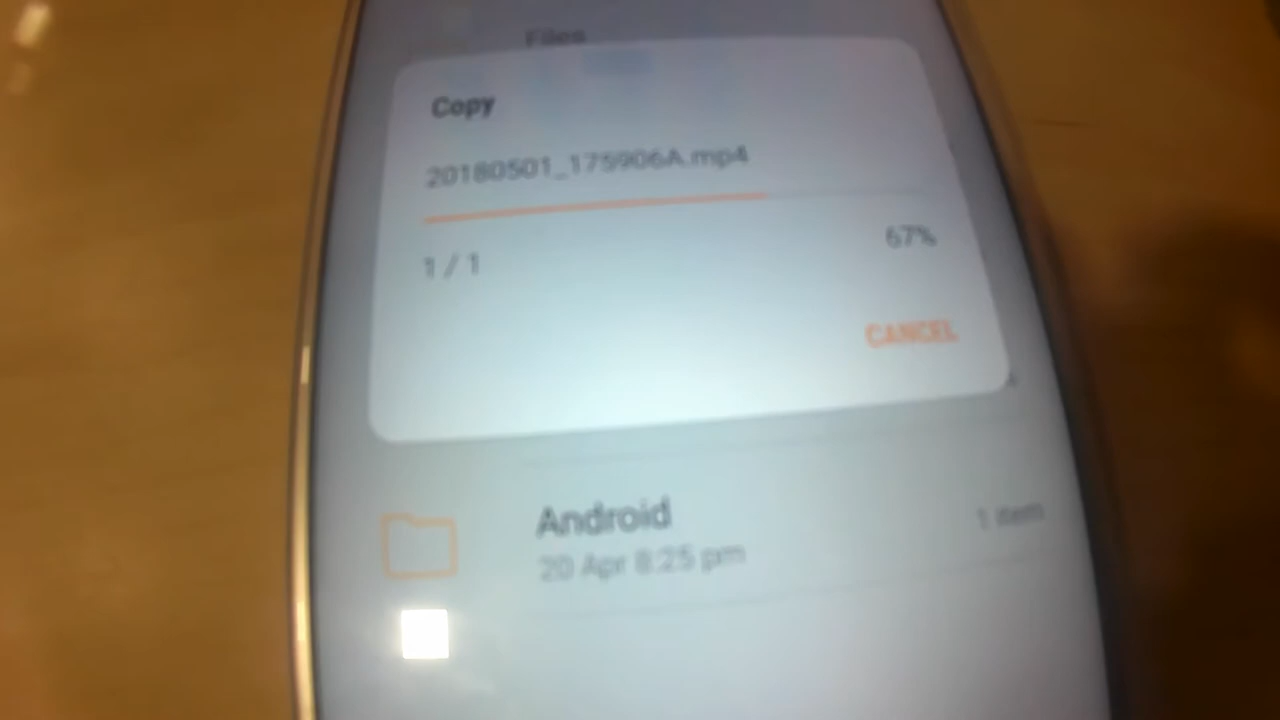 Files
Copy
20180501_175906A.mp4
1 / 1
67%
CANCEL
Android
1 item
20 Apr 8:25 pm